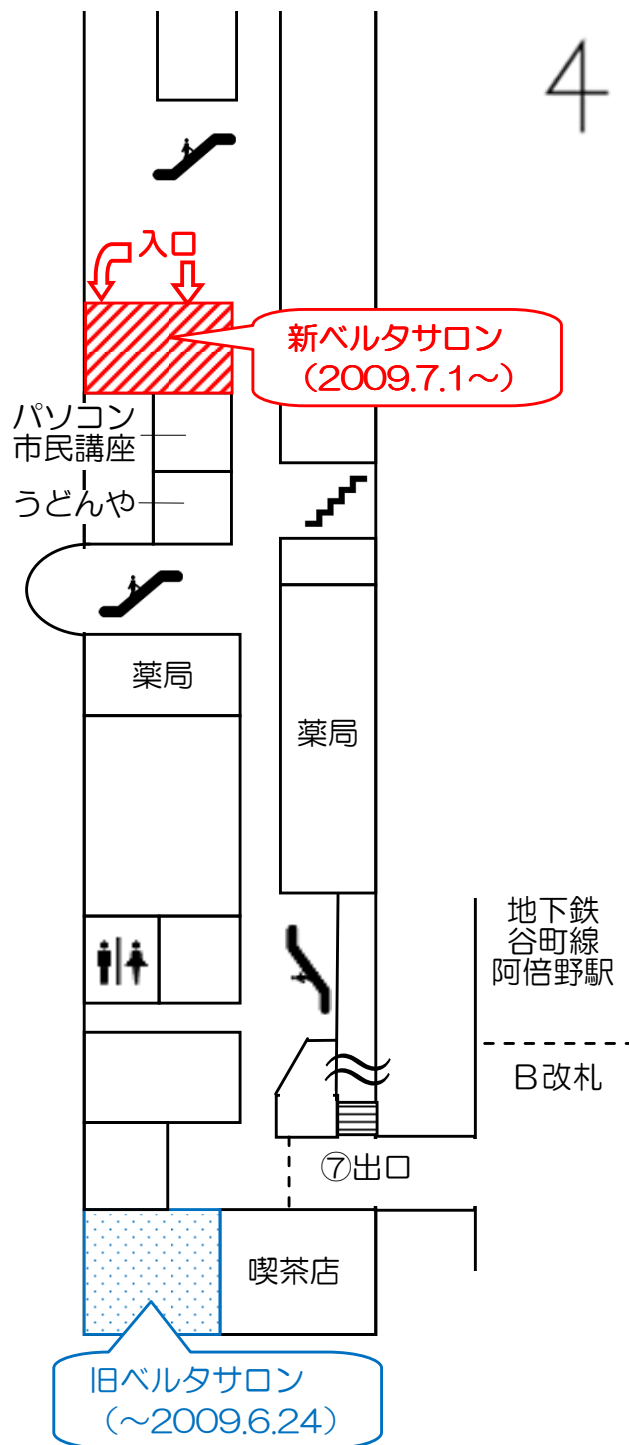 入口
新ベルタサロン
（2009.7.1～）
パソコン
市民講座
うどんや
薬局
薬局
地下鉄
谷町線
阿倍野駅
B改札
⑦出口
喫茶店
旧ベルタサロン
（～2009.6.24）